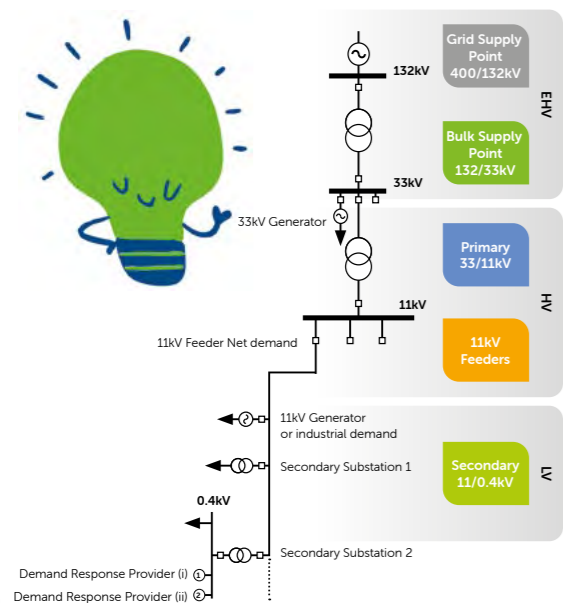 Grid Supply
Point
400/132kV
132kV
EHV
Bulk Supply
Point
132/33kV
33kV
33kV Generator
Primary
33/11kV
HV
11kV
11kV Feeder Net demand
11kV
Feeders
11kV Generator
or industrial demand
Secondary Substation 1
Secondary
11/0.4kV
LV
0.4kV
Secondary Substation 2
Demand Response Provider (i) 1
Demand Response Provider (ii) 2